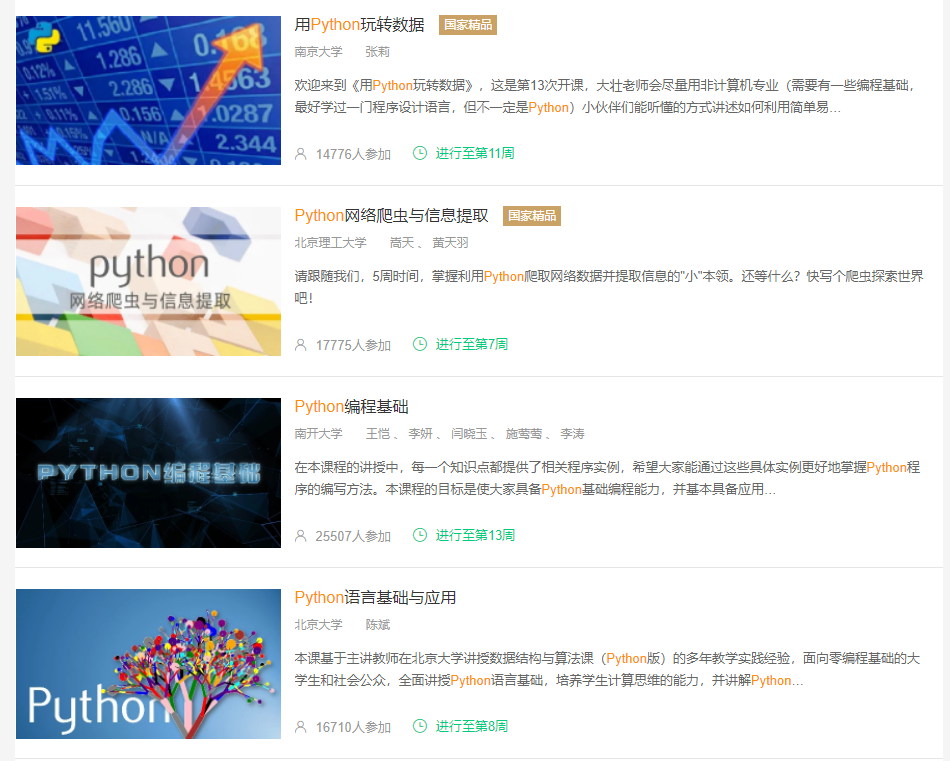 11.560
0.168
1.286
0.12%
1.4563
1.51%
2.286
0.11%
0.156
1.0287
0.150%
N/A
2.344
用Python玩转数据 国家精品
南京大学 张莉
欢迎来到《用Python玩转数据》，这是第13次开课，大壮老师会尽量用非计算机专业（需要有一些编程基础，
最好学过一门程序设计语言，但不一定是Python）小伙伴们能听懂的方式讲述如何利用简单易...
14776人参加 进行至第11周
python
网络爬虫与信息提取
Python网络爬虫与信息提取 国家精品
北京理工大学 嵩天 、 黄天羽
请跟随我们，5周时间，掌握利用Python爬取网络数据并提取信息的"小"本领。还等什么？快写个爬虫探索世界
吧！
17775人参加 进行至第7周
PYTHON编程基础
Python编程基础
南开大学 王恺 、 李妍 、 闫晓玉 、 施莺莺 、 李涛
在本课程的讲授中，每一个知识点都提供了相关程序实例，希望大家能通过这些具体实例更好地掌握Python程
序的编写方法。本课程的目标是使大家具备Python基础编程能力，并基本具备应用...
25507人参加 进行至第13周
Python
Python语言基础与应用
北京大学 陈斌
本课基于主讲教师在北京大学讲授数据结构与算法课（Python版）的多年教学实践经验，面向零编程基础的大
学生和社会公众，全面讲授Python语言基础，培养学生计算思维的能力，并讲解Python...
16710人参加 进行至第8周